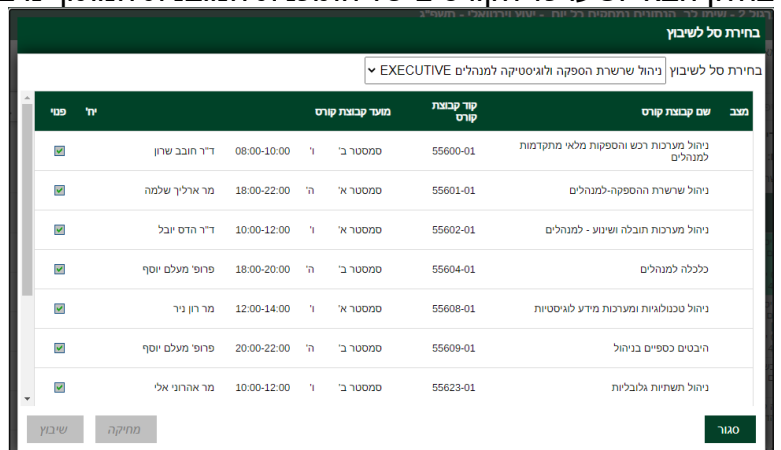 בחירת סל לשיבוץ
בחירת סל לשיבוץ ניהול שרשרת הספקה ולוגיסטיקה למנהלים EXECUTIVE
מצב שם קבוצת קורס קוד קבוצת קורס מועד קבוצת קורס יח' פנוי
ניהול מערכות רכש והספקות מלאי מתקדמות למנהלים 55600-01 סמסטר ב' ו' 08:00-10:00 ד"ר חובב שרון
ניהול שרשרת ההספקה-למנהלים 55601-01 סמסטר א' ה' 18:00-22:00 מר ארליך שלמה
ניהול מערכות תובלה ושינוע - למנהלים 55602-01 סמסטר א' ו' 10:00-12:00 ד"ר הדס יובל
כלכלה למנהלים 55604-01 סמסטר ב' ה' 18:00-20:00 פרופ' מעלם יוסף
ניהול טכנולוגיות ומערכות מידע לוגיסטיות 55608-01 סמסטר א' ו' 12:00-14:00 מר רון ניר
היבטים כספיים בניהול 55609-01 סמסטר ב' ה' 20:00-22:00 פרופ' מעלם יוסף
ניהול תשתיות גלובליות 55623-01 סמסטר ב' ו' 10:00-12:00 מר אהרוני אלי
סגור מחיקה שיבוץ